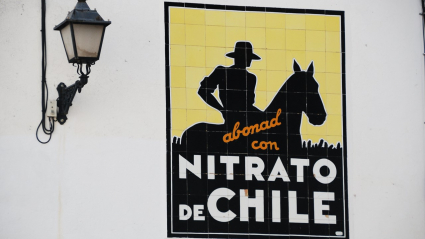 abonad
con
NITRATO
DE CHILE